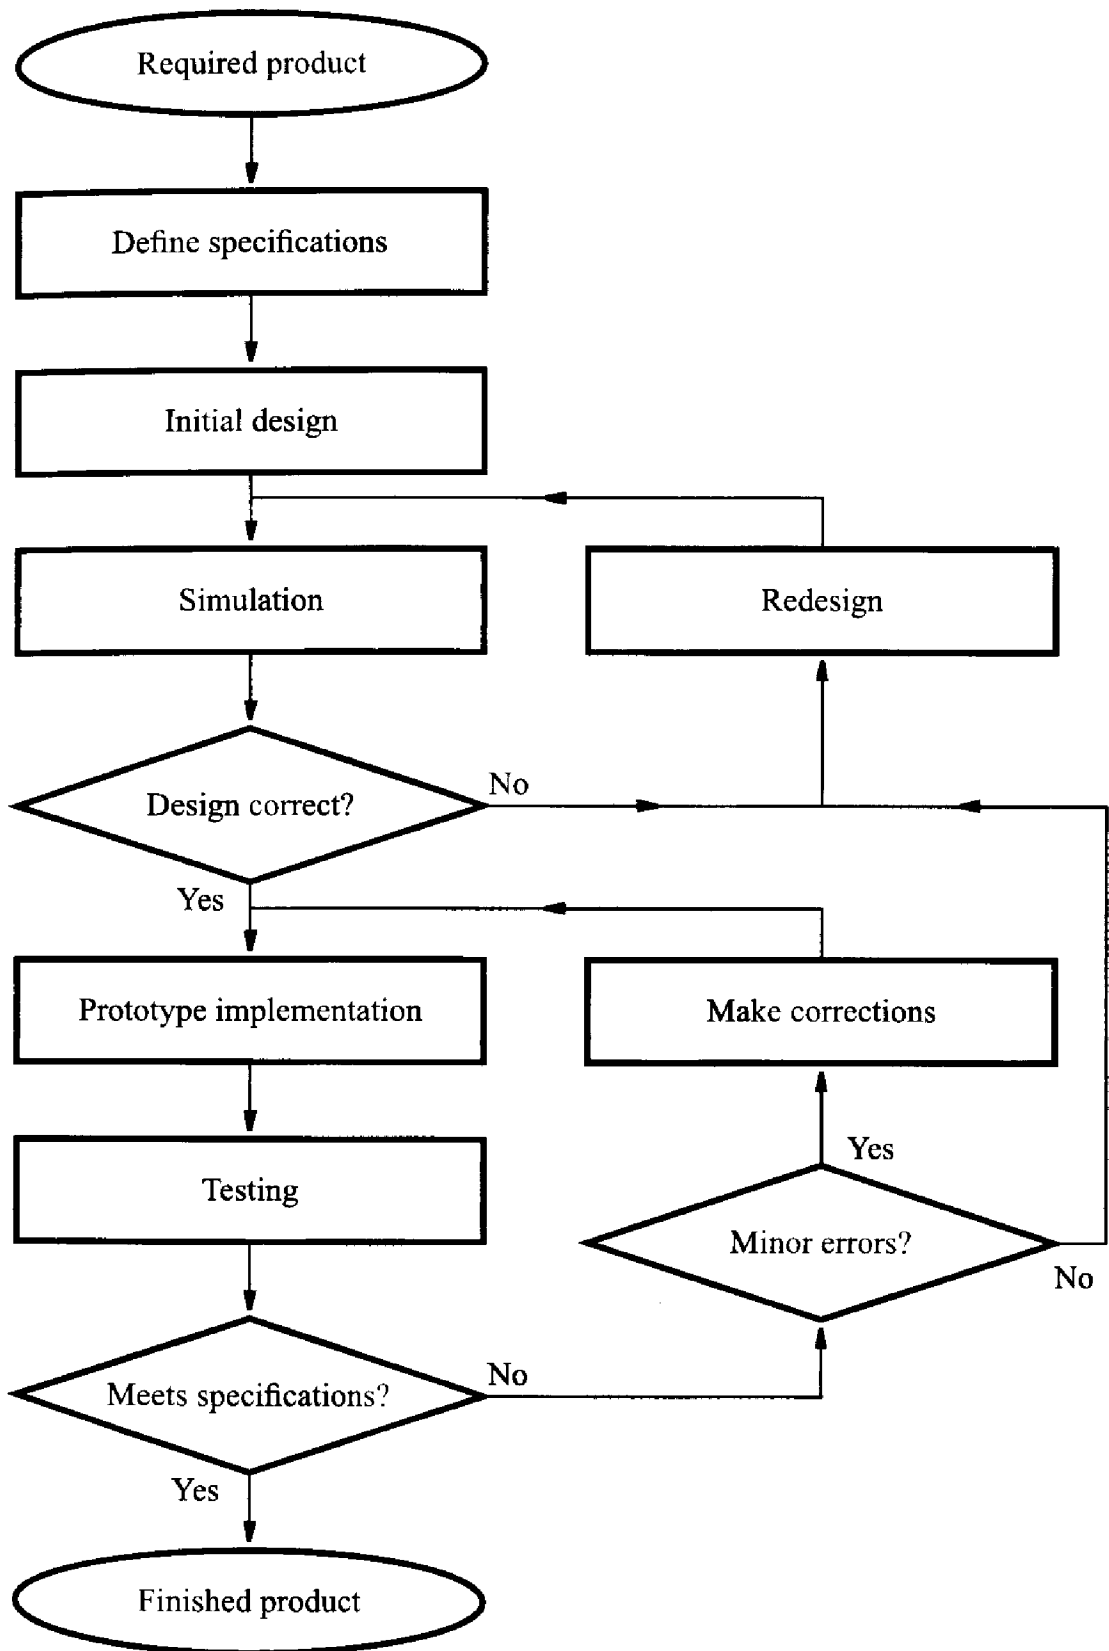 Required product
Define specifications
Initial design
Simulation
Redesign
Design correct?
No
Yes
Prototype implementation
Make corrections
Testing
Yes
Minor errors?
No
Meets specifications?
No
Yes
Finished product